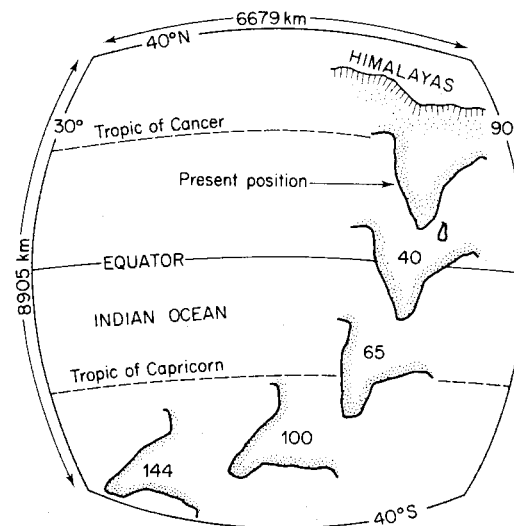 6679 km
40°N
HIMALAYAS
30°
90
Tropic of Cancer
Present position
8905 km
40
EQUATOR
INDIAN OCEAN
65
Tropic of Capricorn
100
144
40°S